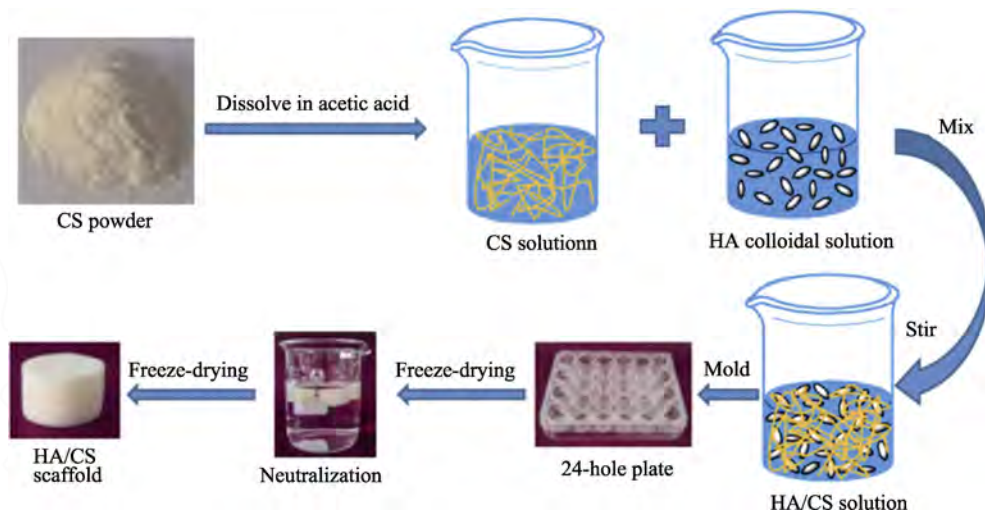 Dissolve in acetic acid
CS powder
CS solutionn
HA colloidal solution
Mix
Stir
HA/CS solution
Mold
24-hole plate
Freeze-drying
Neutralization
Freeze-drying
HA/CS
scaffold